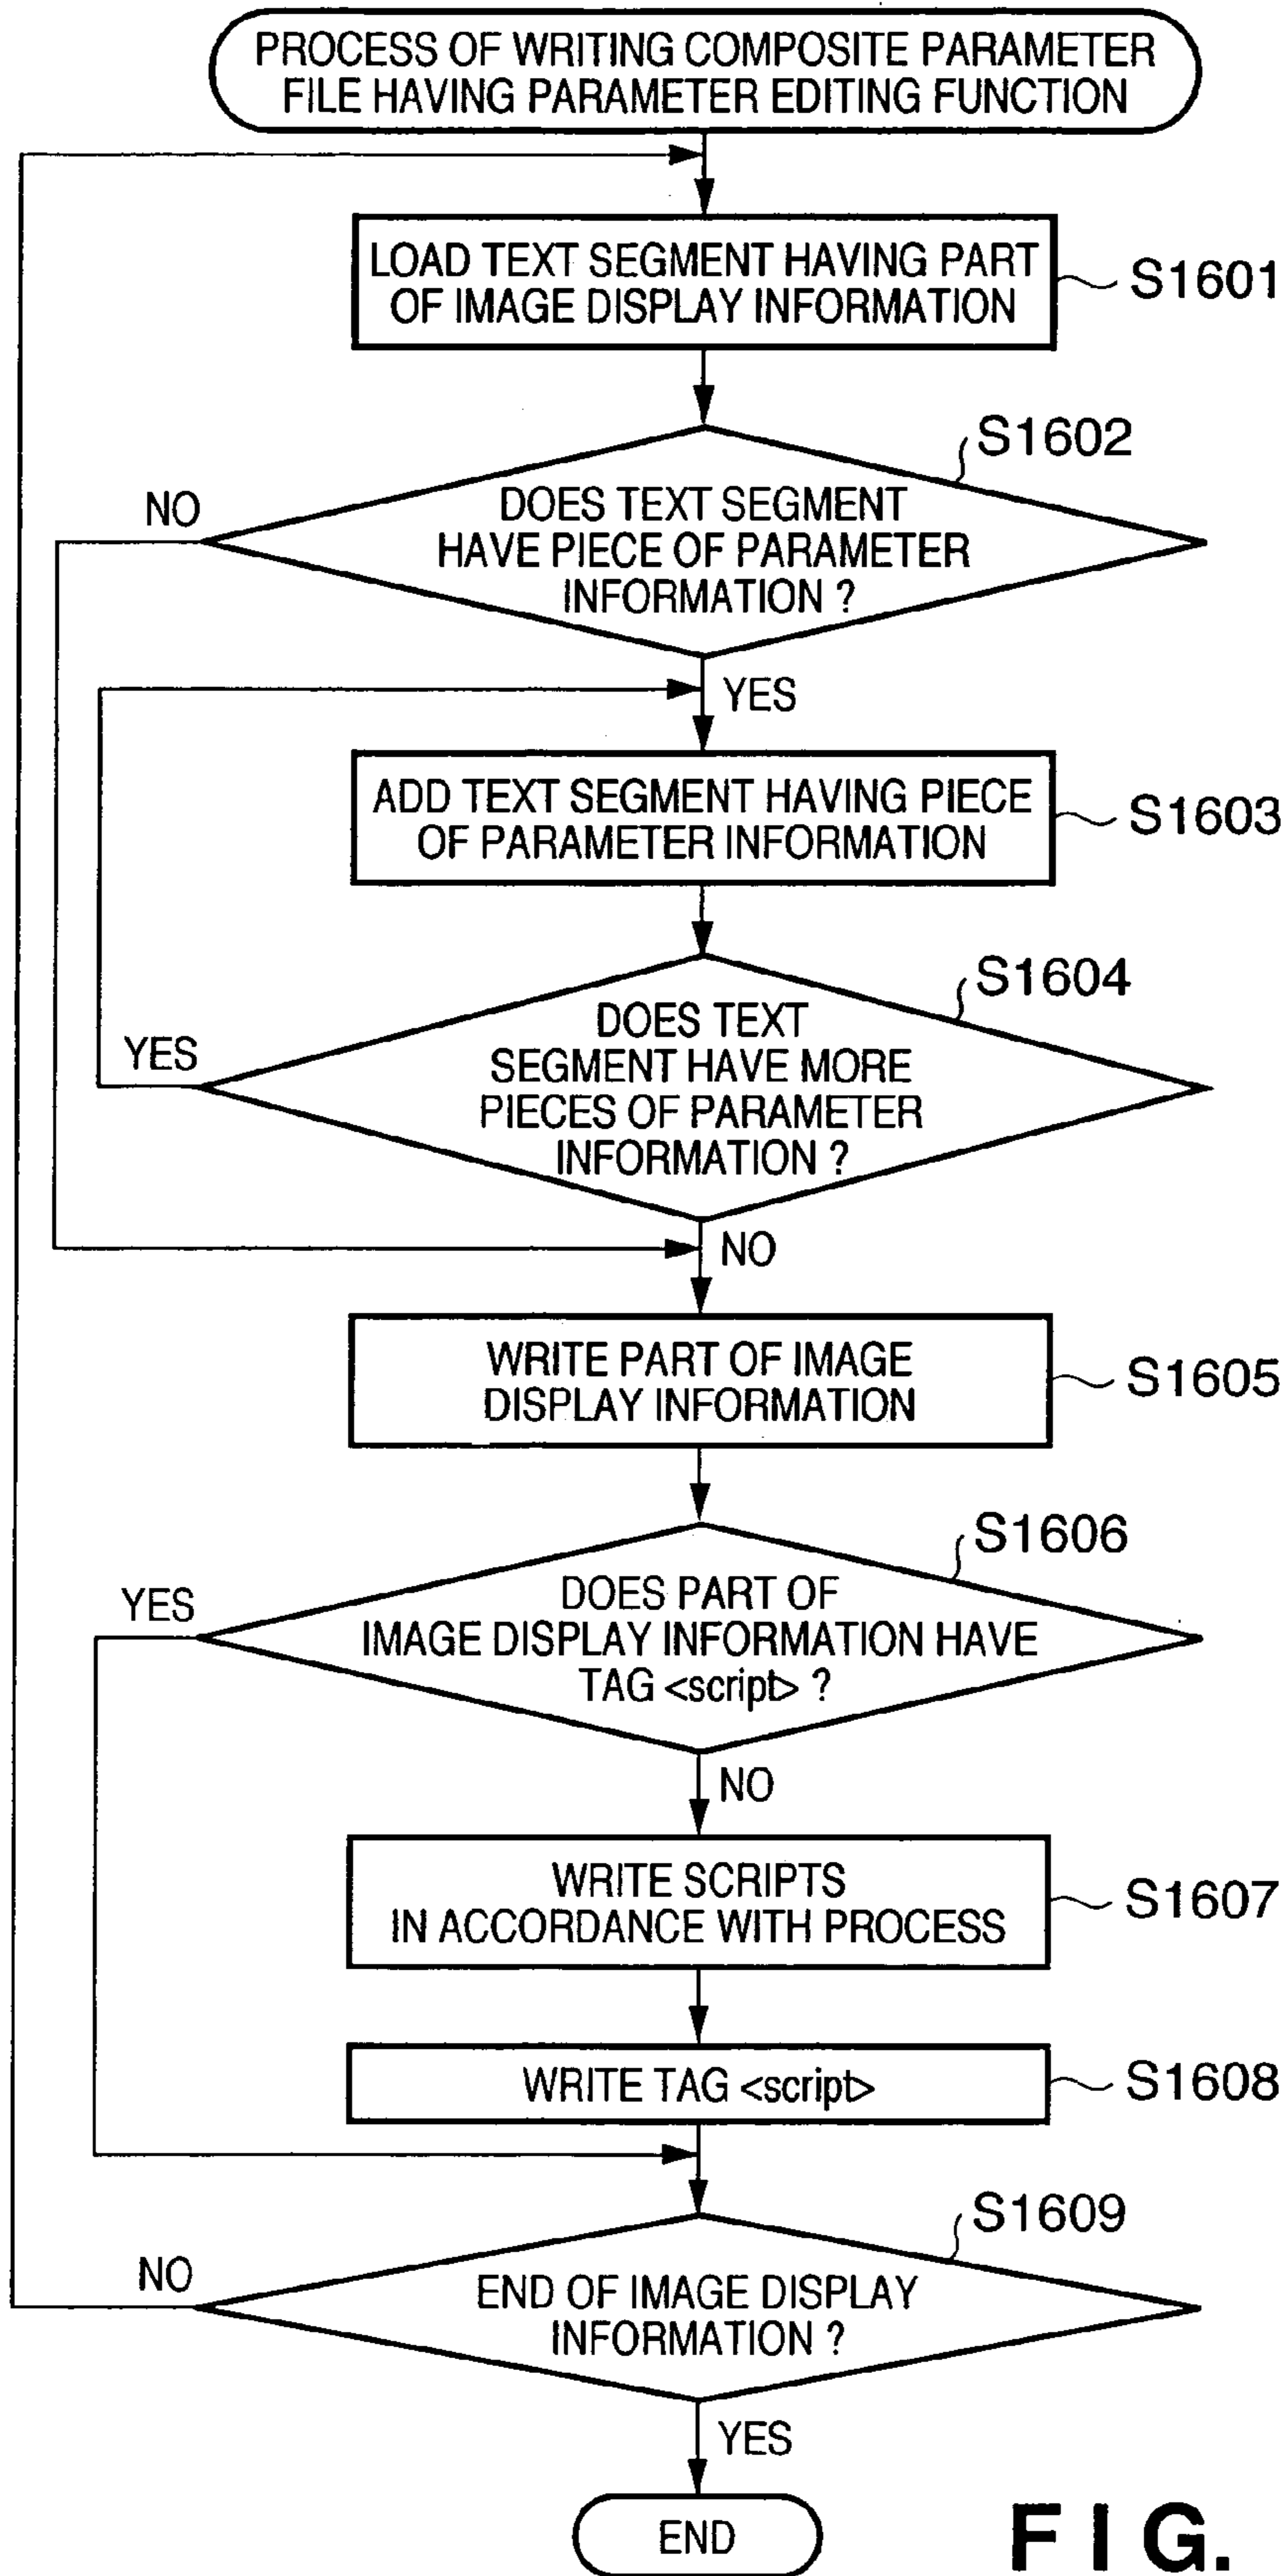 PROCESS OF WRITING COMPOSITE PARAMETER
FILE HAVING PARAMETER EDITING FUNCTION
LOAD TEXT SEGMENT HAVING PART
OF IMAGE DISPLAY INFORMATION
S1601
S1602
NO
DOES TEXT SEGMENT
HAVE PIECE OF PARAMETER
INFORMATION ?
YES
ADD TEXT SEGMENT HAVING PIECE
OF PARAMETER INFORMATION
S1603
S1604
YES
DOES TEXT
SEGMENT HAVE MORE
PIECES OF PARAMETER
INFORMATION ?
NO
WRITE PART OF IMAGE
DISPLAY INFORMATION
S1605
S1606
YES
DOES PART OF
IMAGE DISPLAY INFORMATION HAVE
TAG <script> ?
NO
WRITE SCRIPTS
IN ACCORDANCE WITH PROCESS
S1607
WRITE TAG <script>
S1608
S1609
NO
END OF IMAGE DISPLAY
INFORMATION ?
YES
END
FIG.